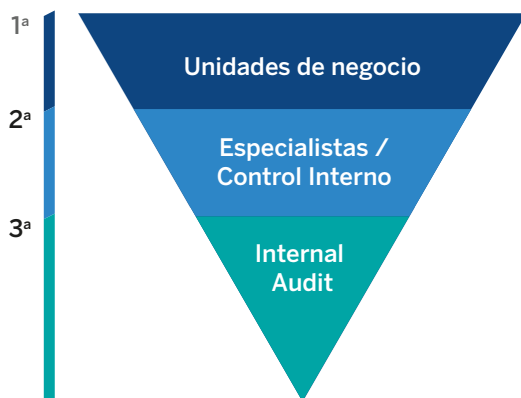 1ª
Unidades de negocio
2ª
Especialistas /
Control Interno
3ª
Internal
Audit